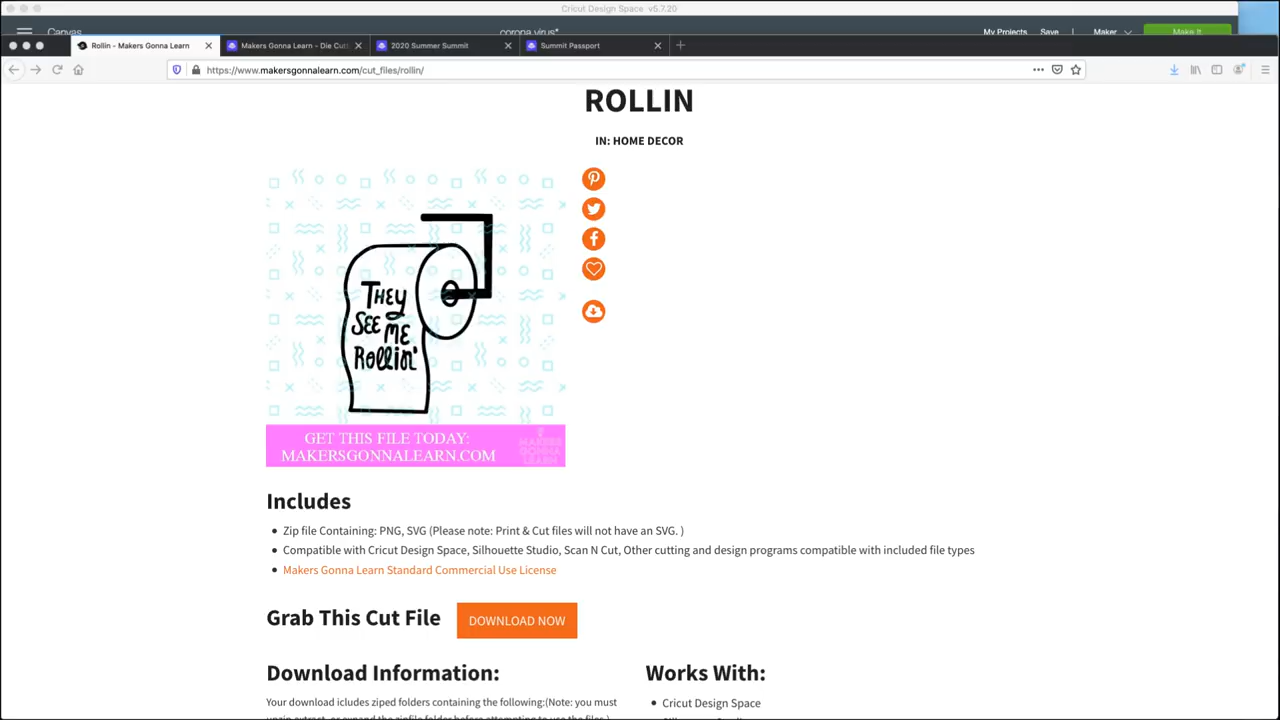 Cricut Design Space v5.7.20
Canvas
corona virus*
My Projects Save Maker Make It
Rollin - Makers Gonna Learn
Makers Gonna Learn - Die Cut
2020 Summer Summit
Summit Passport
https://www.makersgonnalearn.com/cut_files/rollin/
ROLLIN
IN: HOME DECOR
THEY
SEE ME
Rollin'
GET THIS FILE TODAY:
MAKERSGONNALEARN.COM
MAKERS
GONNA
LEARN
Includes
Zip file Containing: PNG, SVG (Please note: Print & Cut files will not have an SVG. )
Compatible with Cricut Design Space, Silhouette Studio, Scan N Cut, Other cutting and design programs compatible with included file types
Makers Gonna Learn Standard Commercial Use License
Grab This Cut File
DOWNLOAD NOW
Download Information:
Works With:
Your download icludes ziped folders containing the following:(Note: you must
Cricut Design Space